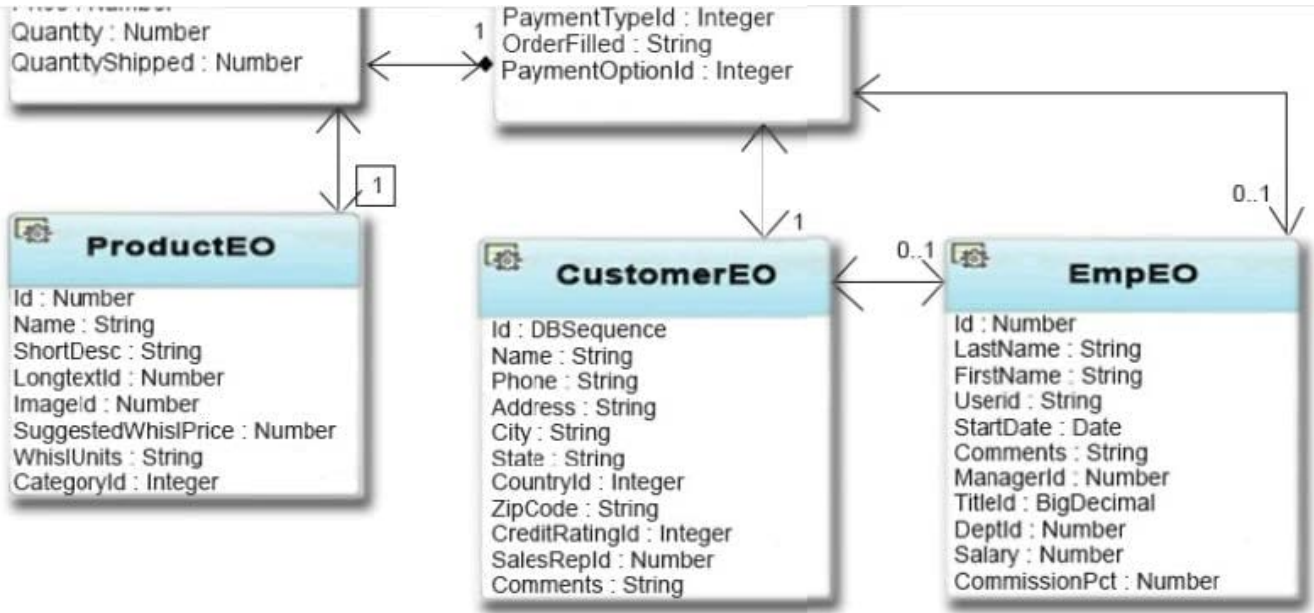 Quantity : Number
QuanttyShipped : Number
1
PaymentTypeId : Integer
OrderFilled : String
PaymentOptionId : Integer
1
1
0..1
0..1
ProductEO
Id : Number
Name : String
ShortDesc : String
LongtextId : Number
ImageId : Number
SuggestedWhislPrice : Number
WhislUnits : String
CategoryId : Integer
CustomerEO
Id : DBSequence
Name : String
Phone : String
Address : String
City : String
State : String
CountryId : Integer
ZipCode : String
CreditRatingId : Integer
SalesRepId : Number
Comments : String
EmpEO
Id : Number
LastName : String
FirstName : String
Userid : String
StartDate : Date
Comments : String
ManagerId : Number
TitleId : BigDecimal
DeptId : Number
Salary : Number
CommissionPct : Number